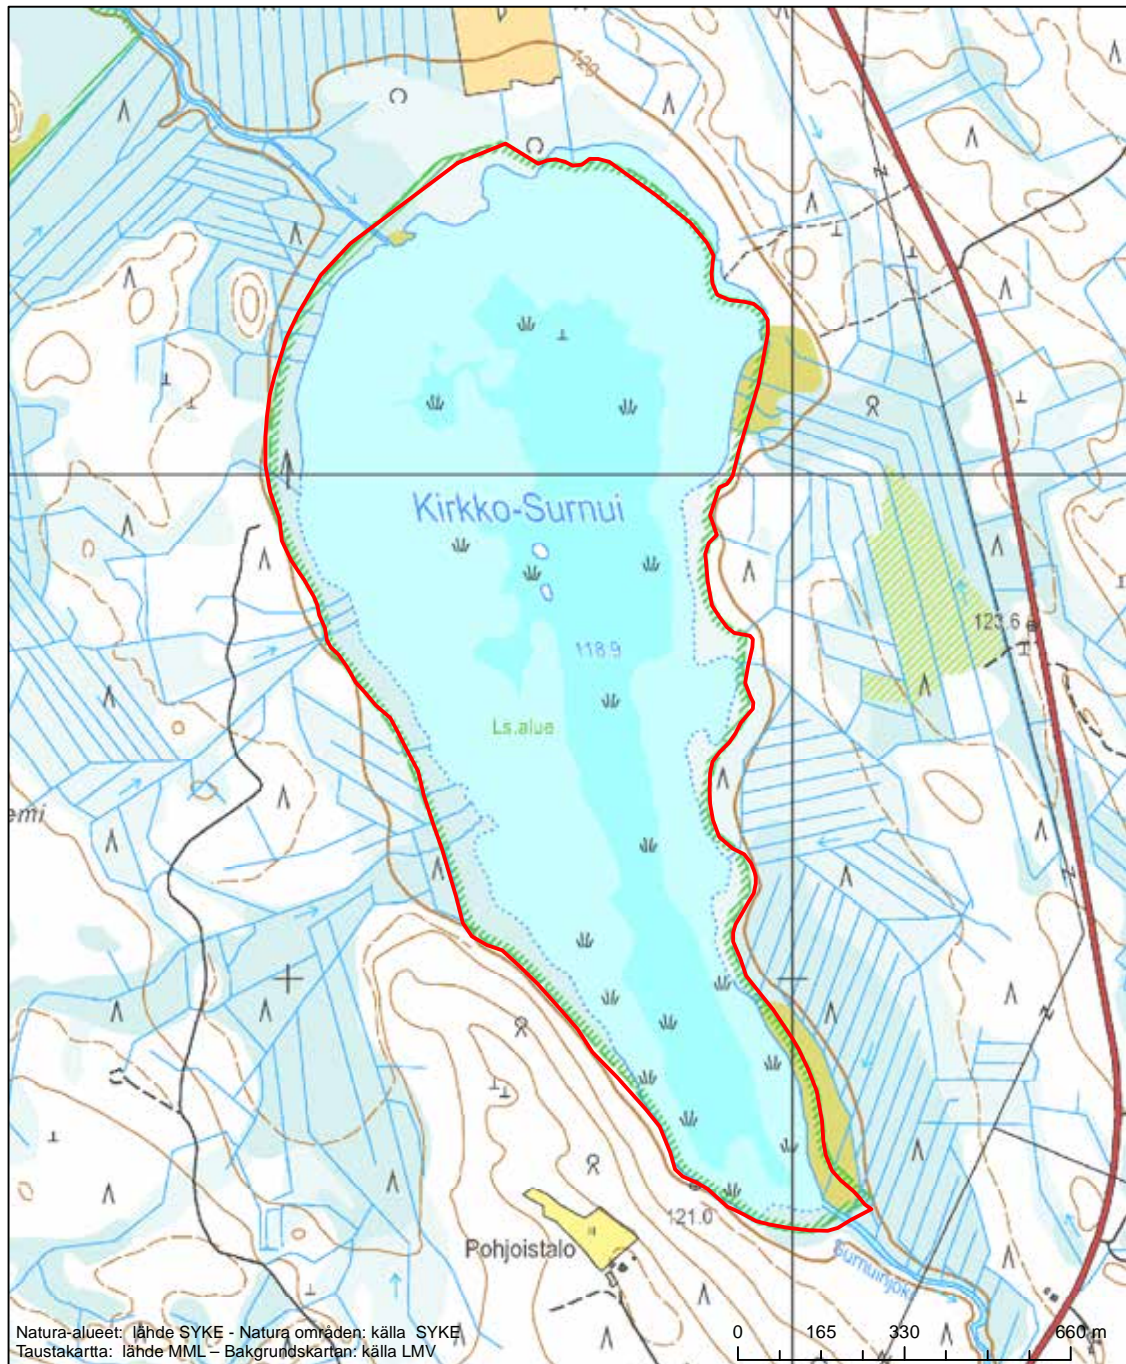 120
Kirkko-Surnui
118.9
123.6
Ls.alue
emi
121.0
Pohjoistalo
Surnuinjoki
Natura-alueet: lähde SYKE - Natura områden: källa SYKE
Taustakartta: lähde MML – Bakgrundskartan: källa LMV
0 165 330 660 m